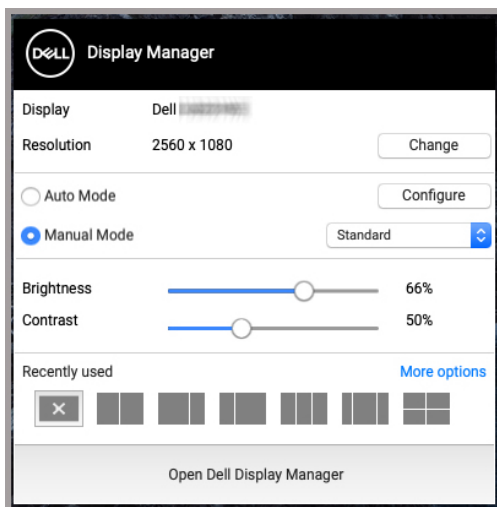 DELL Display Manager
Display Dell
Resolution 2560 x 1080 Change
Auto Mode Configure
Manual Mode Standard
Brightness 66%
Contrast 50%
Recently used More options
Open Dell Display Manager